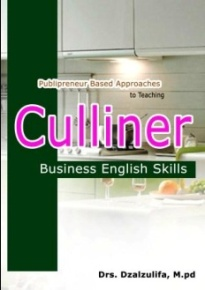 Publipreneur Based Approaches
to Teaching
Culliner
Business English Skills
Drs. Dzalzulifa, M.pd